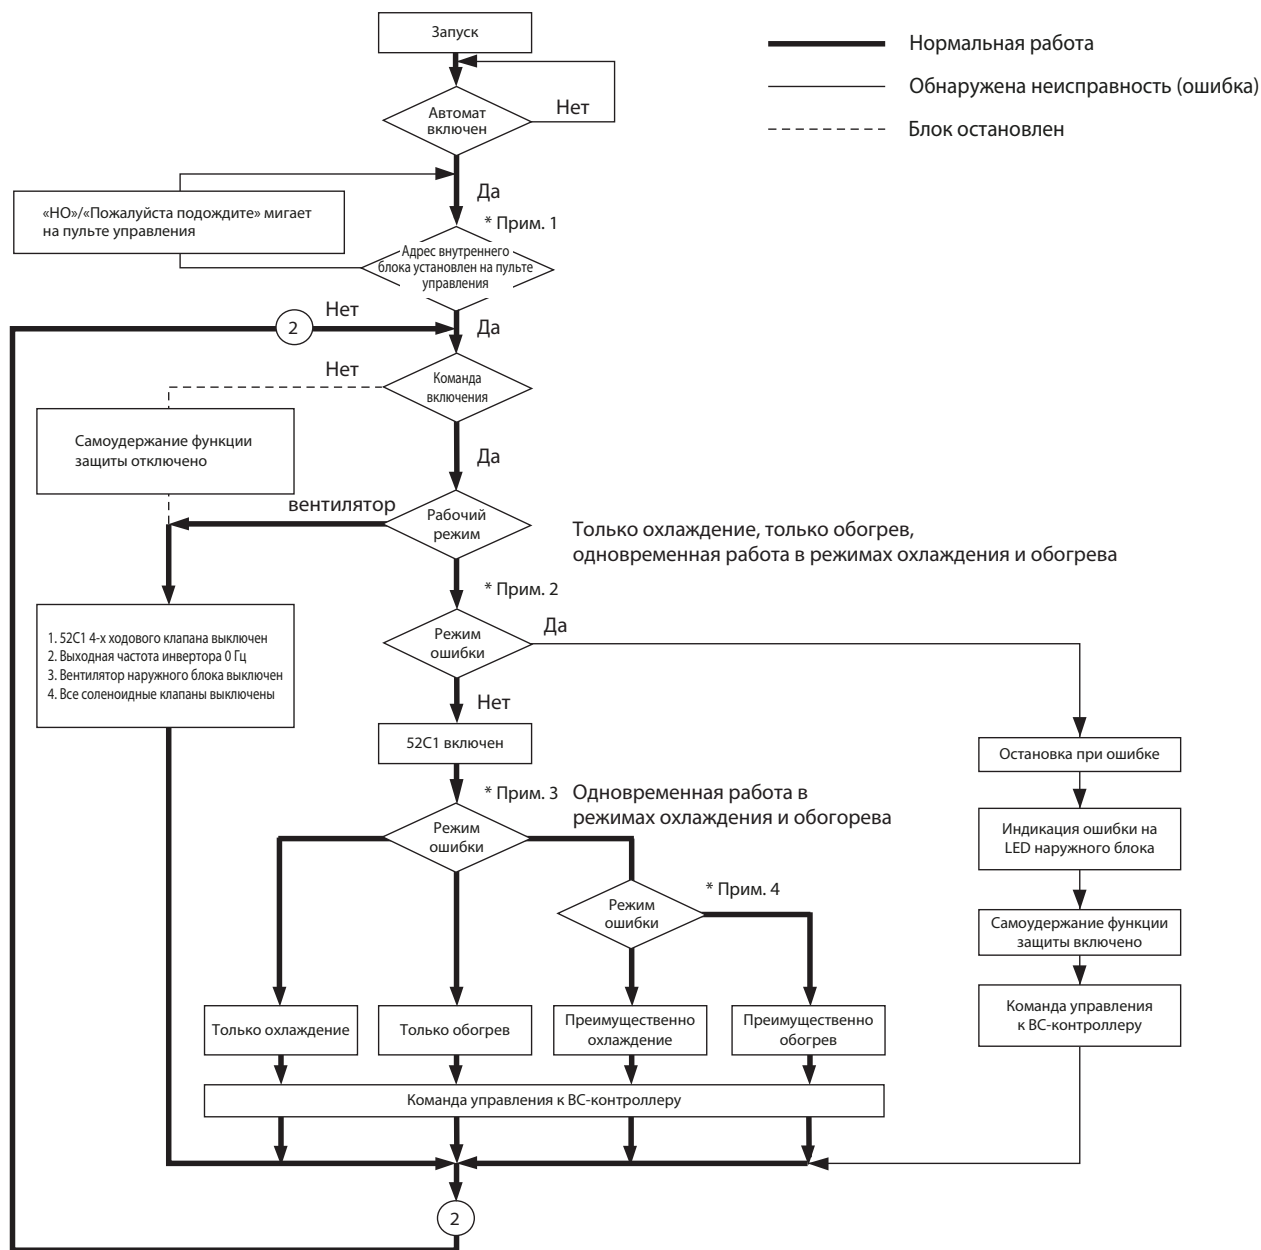 Запуск
Нормальная работа
Обнаружена неисправность (ошибка)
Блок остановлен
Автомат
включен
Нет
Да
«НО»/«Пожалуйста подождите» мигает
на пульте управления
* Прим. 1
Адрес внутреннего
блока установлен на пульте
управления
Нет
2
Да
Нет
Команда
включения
Самоудержание функции
защиты отключено
Да
вентилятор
Рабочий
режим
Только охлаждение, только обогрев,
одновременная работа в режимах охлаждения и обогрева
* Прим. 2
1. 52C1 4-х ходового клапана выключен
2. Выходная частота инвертора 0 Гц
3. Вентилятор наружного блока выключен
4. Все соленоидные клапаны выключены
Режим
ошибки
Да
Нет
52C1 включен
Остановка при ошибке
* Прим. 3
Одновременная работа в
режимах охлаждения и обогорева
Режим
ошибки
Индикация ошибки на
LED наружного блока
* Прим. 4
Режим
ошибки
Самоудержание функции
защиты включено
Команда управления
к BC-контроллеру
Только охлаждение
Только обогрев
Преимущественно
охлаждение
Преимущественно
обогрев
Команда управления к BC-контроллеру
2